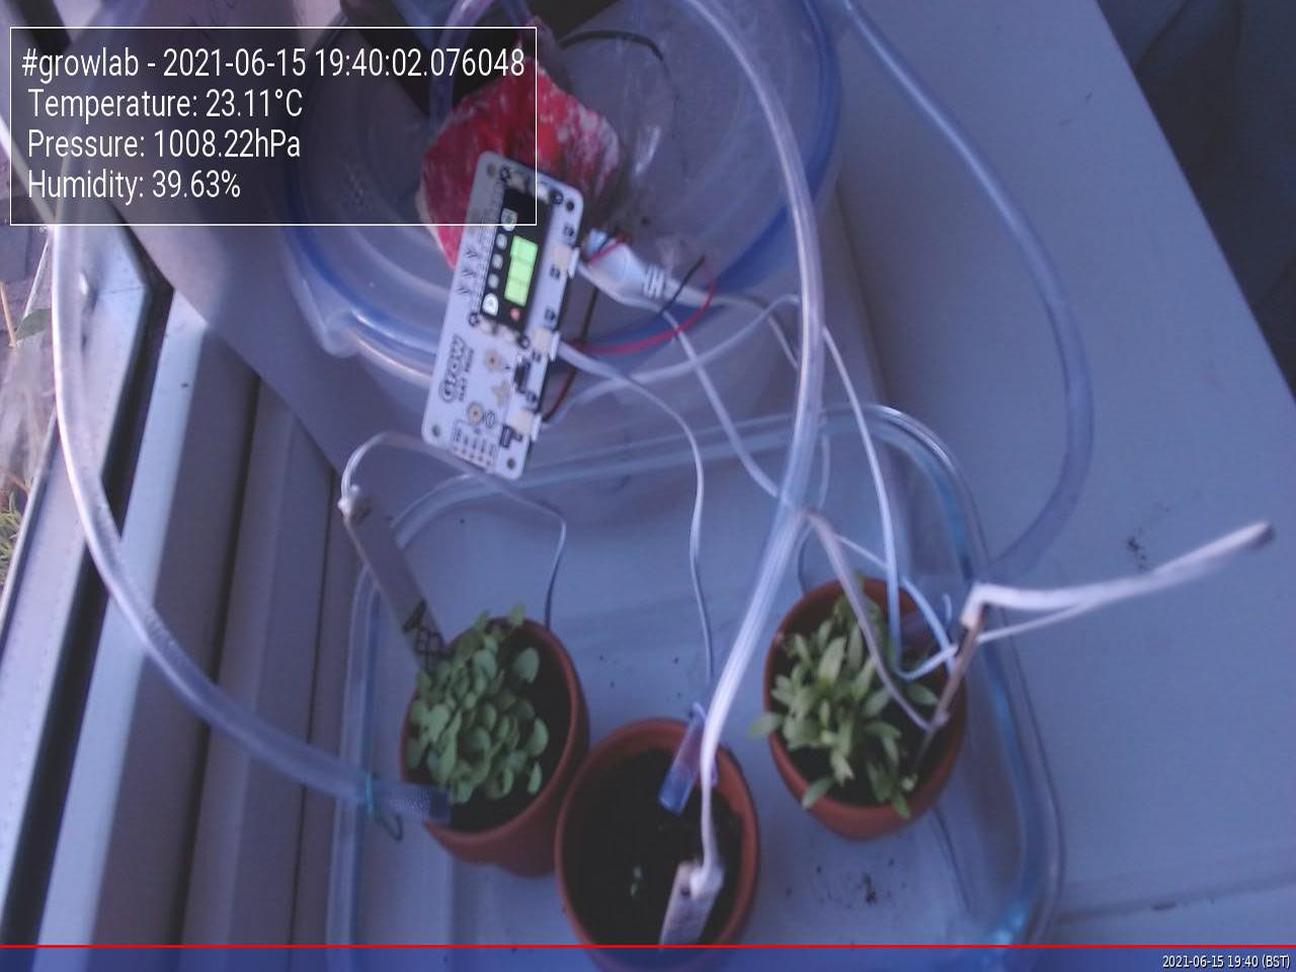 #growlab - 2021-06-15 19:40:02.076048
Temperature: 23.11°C
Pressure: 1008.22hPa
Humidity: 39.63%
Grow
2021-06-15 19:40 (BST)